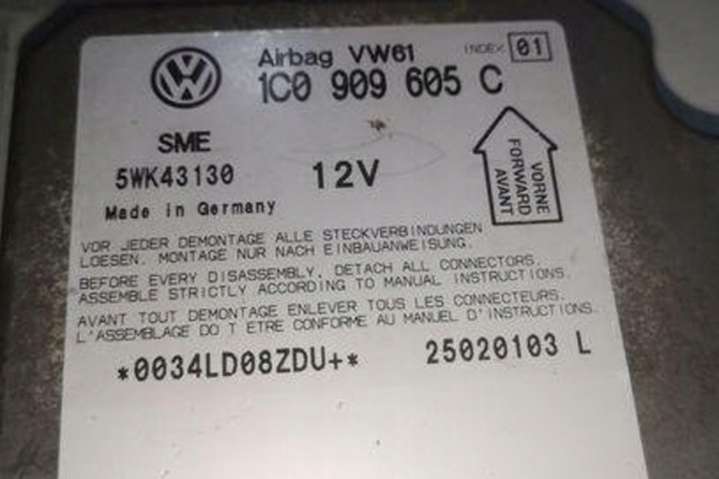 Airbag VW61 INDEX 01
1C0 909 605 C
SME
5WK43130 12V
Made in Germany
VORNE
FORWARD
AVANT
VOR JEDER DEMONTAGE ALLE STECKVERBINDUNGEN
LOESEN. MONTAGE NUR NACH EINBAUANWEISUNG.
BEFORE EVERY DISASSEMBLY, DETACH ALL CONNECTORS.
ASSEMBLE STRICTLY ACCORDING TO MANUAL INSTRUCTIONS.
AVANT TOUT DEMONTAGE ENLEVER TOUS LES CONNECTEURS.
L'ASSEMBLAGE DO T ETRE CONFORME AU MANUEL D'INSTRUCTIONS.
*0034LD08ZDU+* 25020103 L